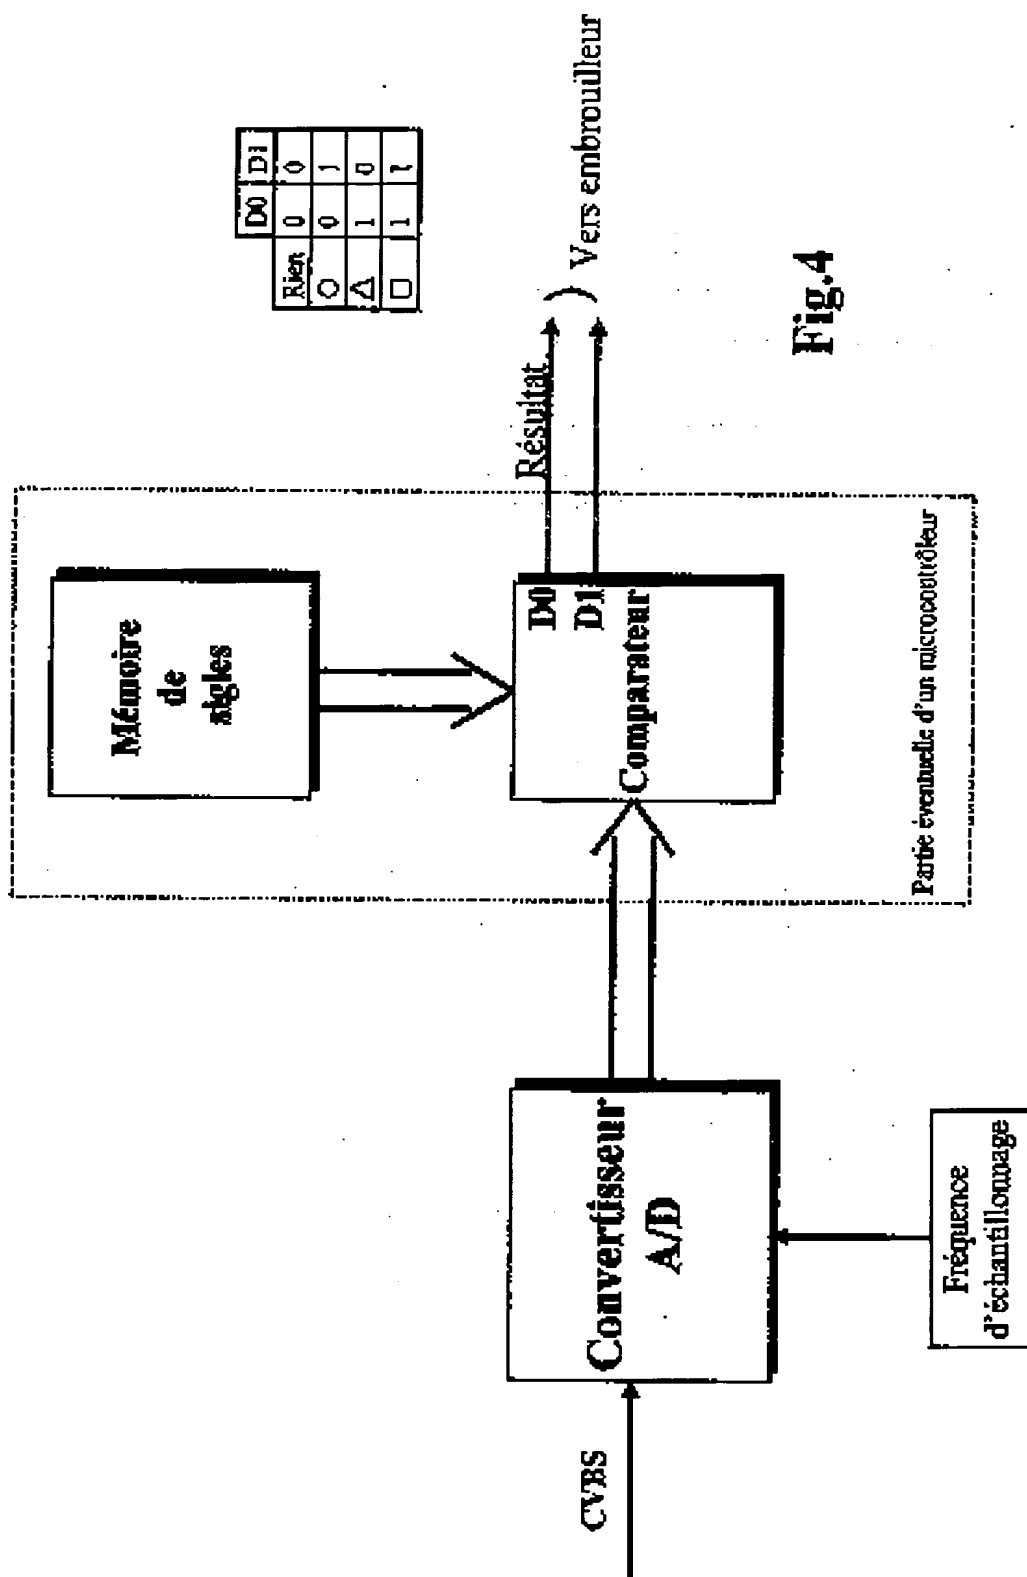 CVBS
Convertisseur
A/D
Fréquence
d'échantillonnage
Mémoire
de
sigles
Comparateur
D0
D1
Partie éventuelle d'un microcontrôleur
Résultat
Vers embrouilleur
D0 D1
Rien 0 0
○ 0 1
△ 1 0
□ 1 1
Fig.4